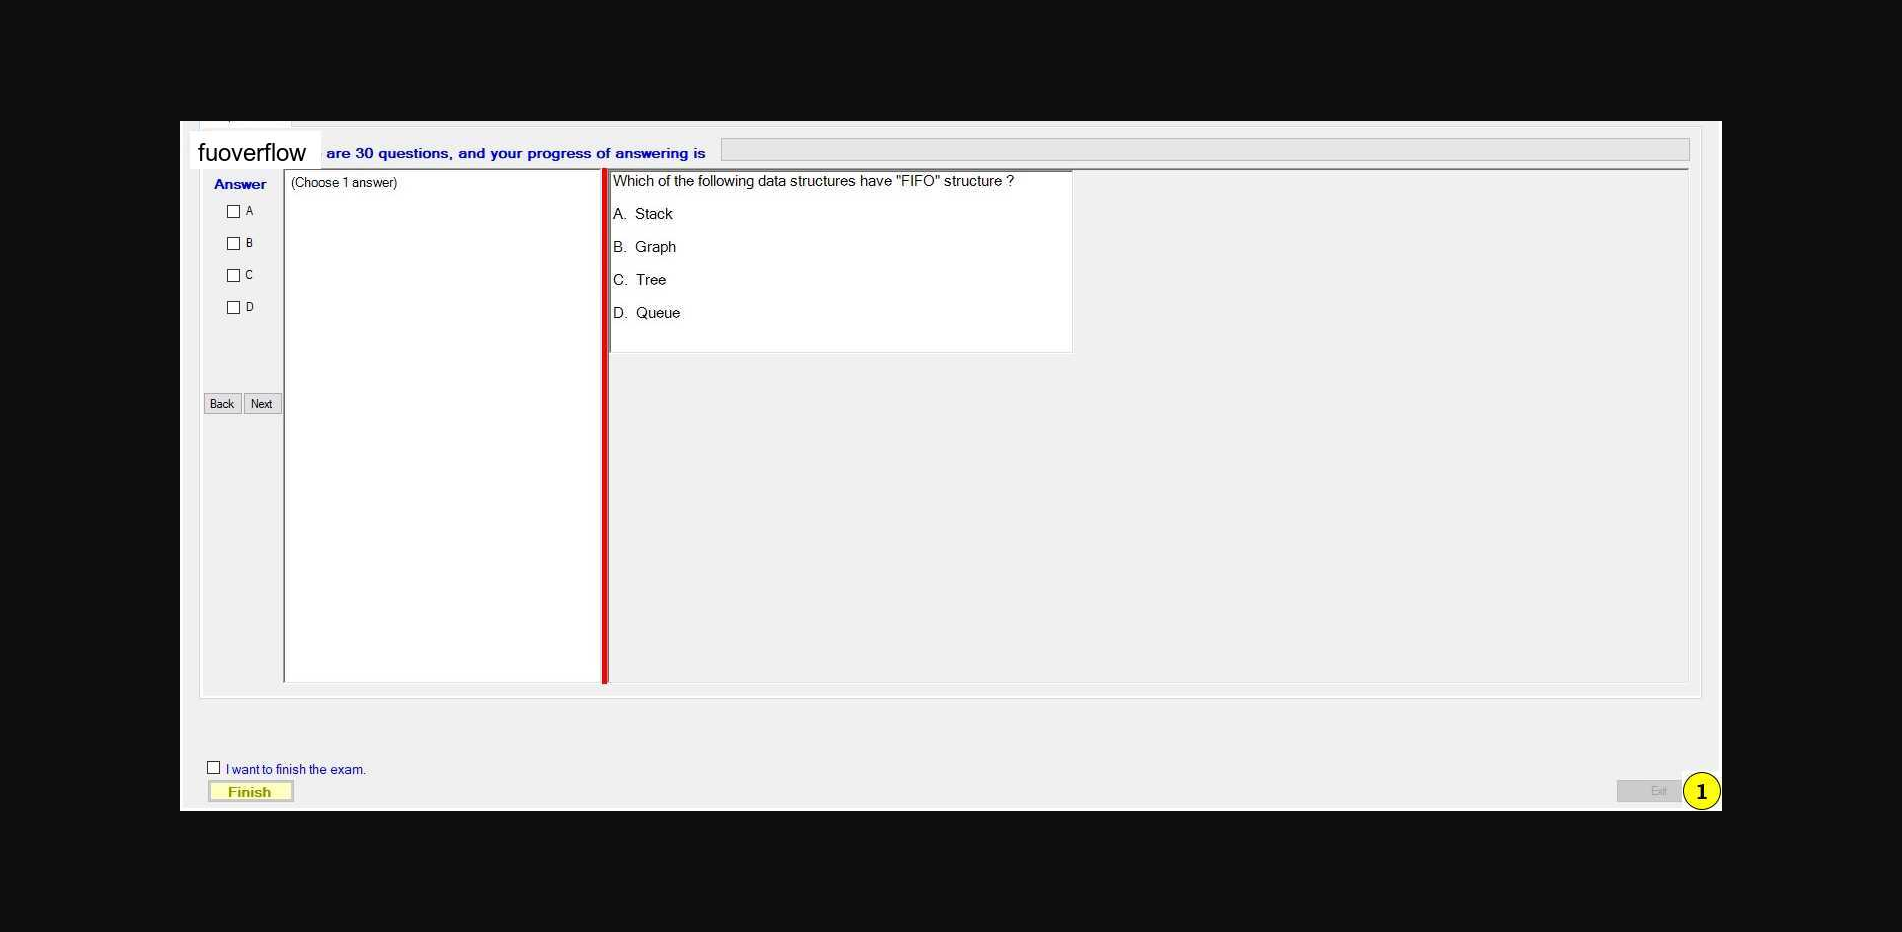 fuoverflow are 30 questions, and your progress of answering is
Answer
A
B
C
D
Back Next
(Choose 1 answer)
Which of the following data structures have "FIFO" structure ?
A. Stack
B. Graph
C. Tree
D. Queue
I want to finish the exam.
Finish
Exit
1